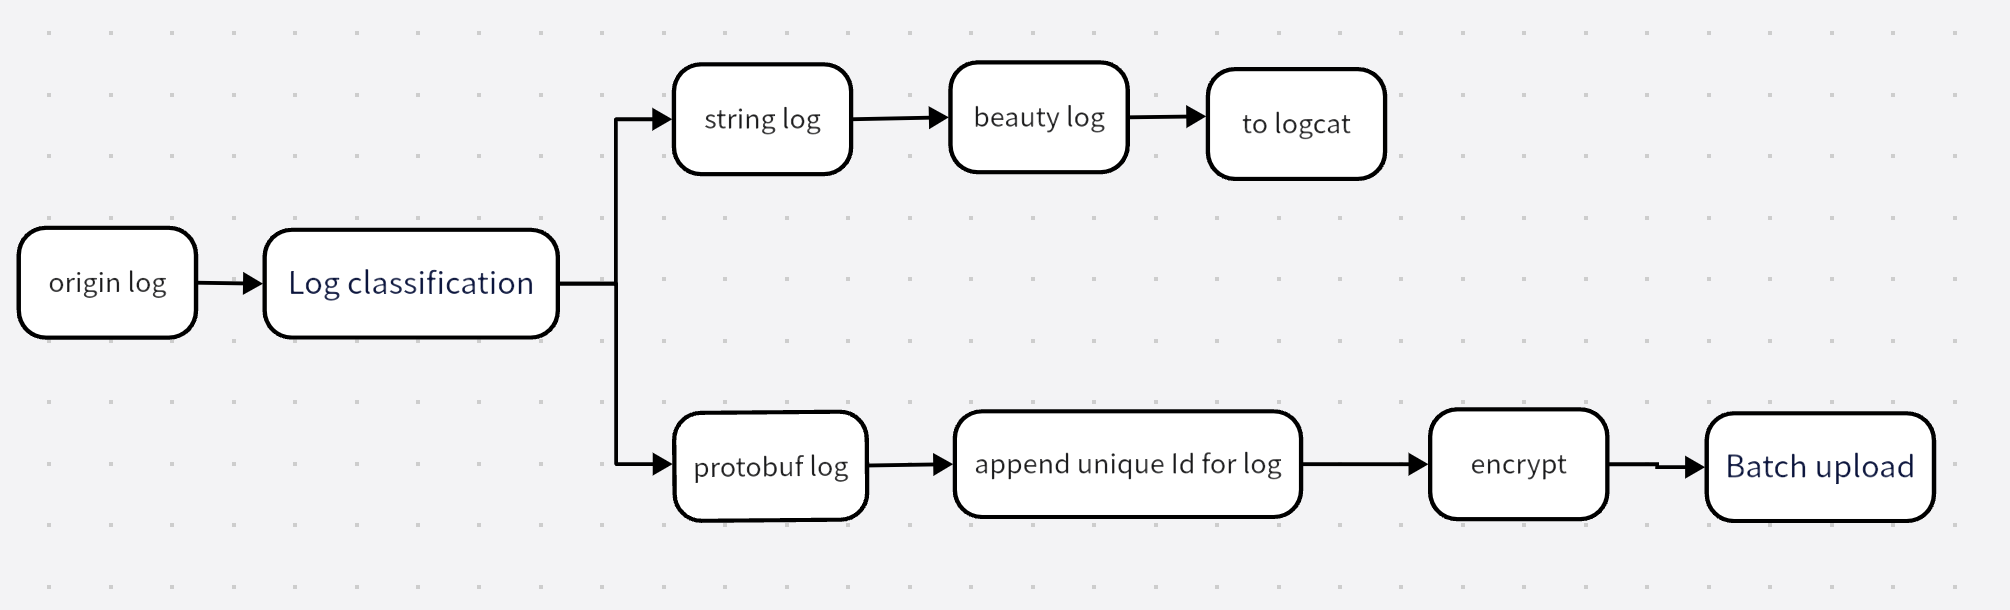 string log
beauty log
to logcat
origin log
Log classification
protobuf log
append unique Id for log
encrypt
Batch upload